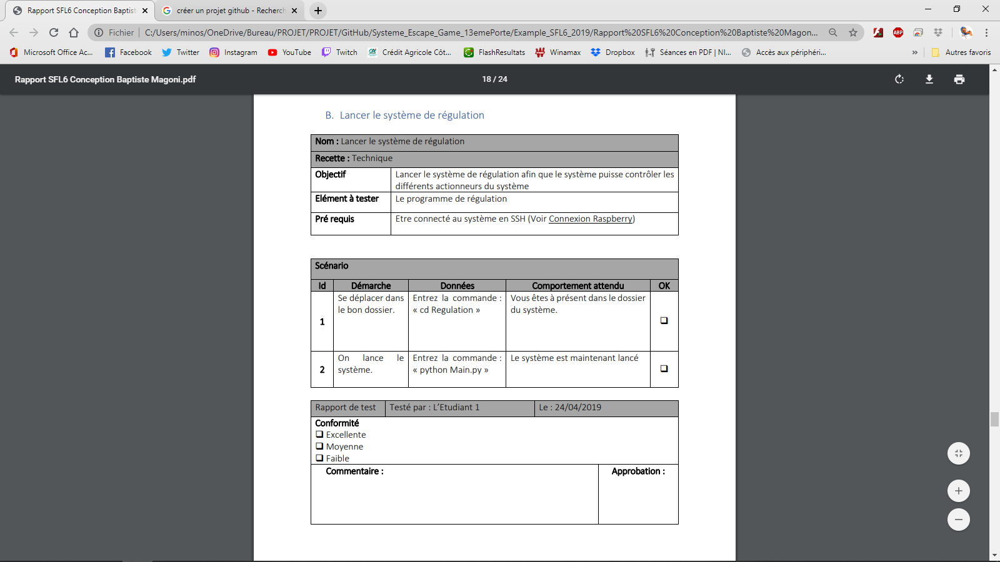 Rapport SFL6 Conception Baptist
créer un projet github - Recherch
Fichier
C:/Users/minos/OneDrive/Bureau/PROJET/PROJET/GitHub/Systeme_Escape_Game_13emePorte/Example_SFL6_2019/Rapport%20SFL6%20Conception%20Baptiste%20Magon...
ABP
Microsoft Office Ac...
Facebook
Twitter
Instagram
YouTube
Twitch
Crédit Agricole Côt...
FlashResultats
Winamax
Dropbox
Séances en PDF | NI...
Accès aux périphéri...
»
Autres favoris
Rapport SFL6 Conception Baptiste Magoni.pdf
18 / 24
B. Lancer le système de régulation
Nom : Lancer le système de régulation
Recette : Technique
Objectif
Lancer le système de régulation afin que le système puisse contrôler les
différents actionneurs du système
Elément à tester
Le programme de régulation
Pré requis
Etre connecté au système en SSH (Voir Connexion Raspberry)
Scénario
Id Démarche Données Comportement attendu OK
1
Se déplacer dans
le bon dossier.
Entrez la commande :
« cd Regulation »
Vous êtes à présent dans le dossier
du système.
❑
2
On lance le
système.
Entrez la commande :
« python Main.py »
Le système est maintenant lancé
❑
Rapport de test
Testé par : L’Etudiant 1
Le : 24/04/2019
Conformité
❑ Excellente
❑ Moyenne
❑ Faible
Commentaire :
Approbation :